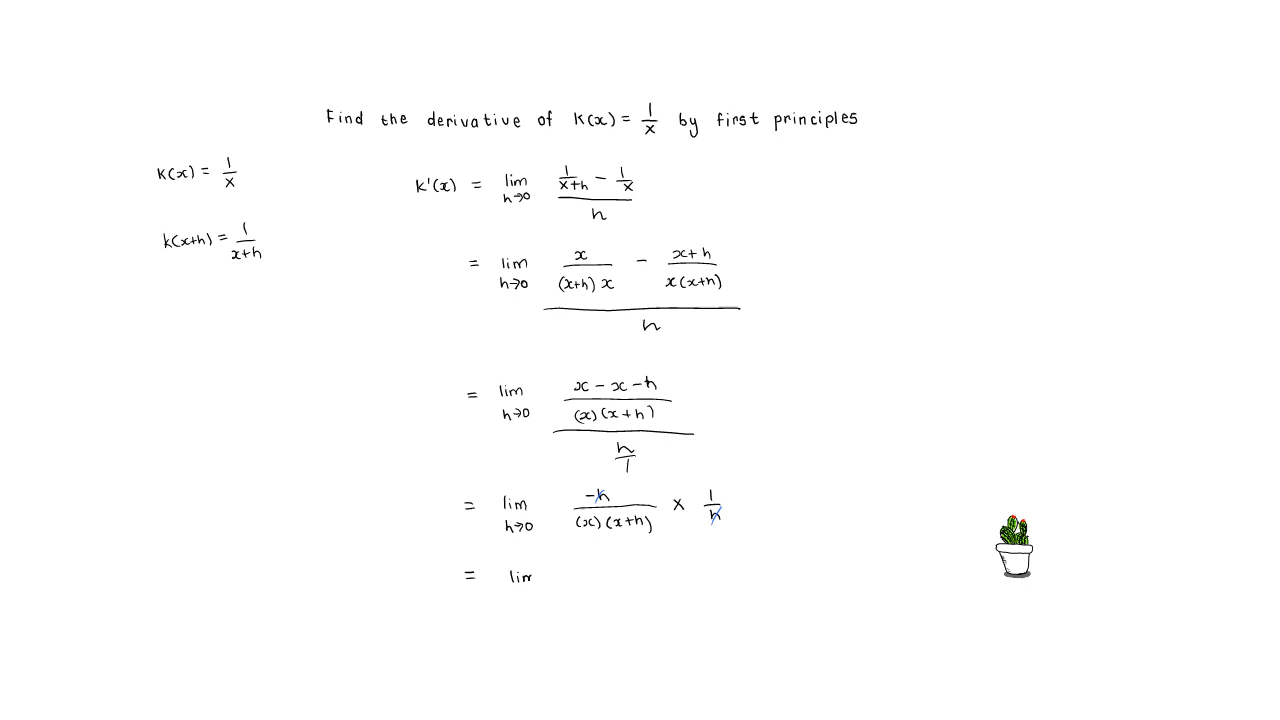 Find the derivative of K(x) = 1/x by first principles
K(x) = 1/x
K(x+h) = 1/(x+h)
K'(x) = lim h→0 (1/(x+h) − 1/x)/h
= lim h→0 (x/((x+h)x) − (x+h)/(x(x+h)))/h
= lim h→0 ((x − x − h)/((x)(x+h)))/(h/1)
= lim h→0 −h/((x)(x+h)) × 1/h
= lim